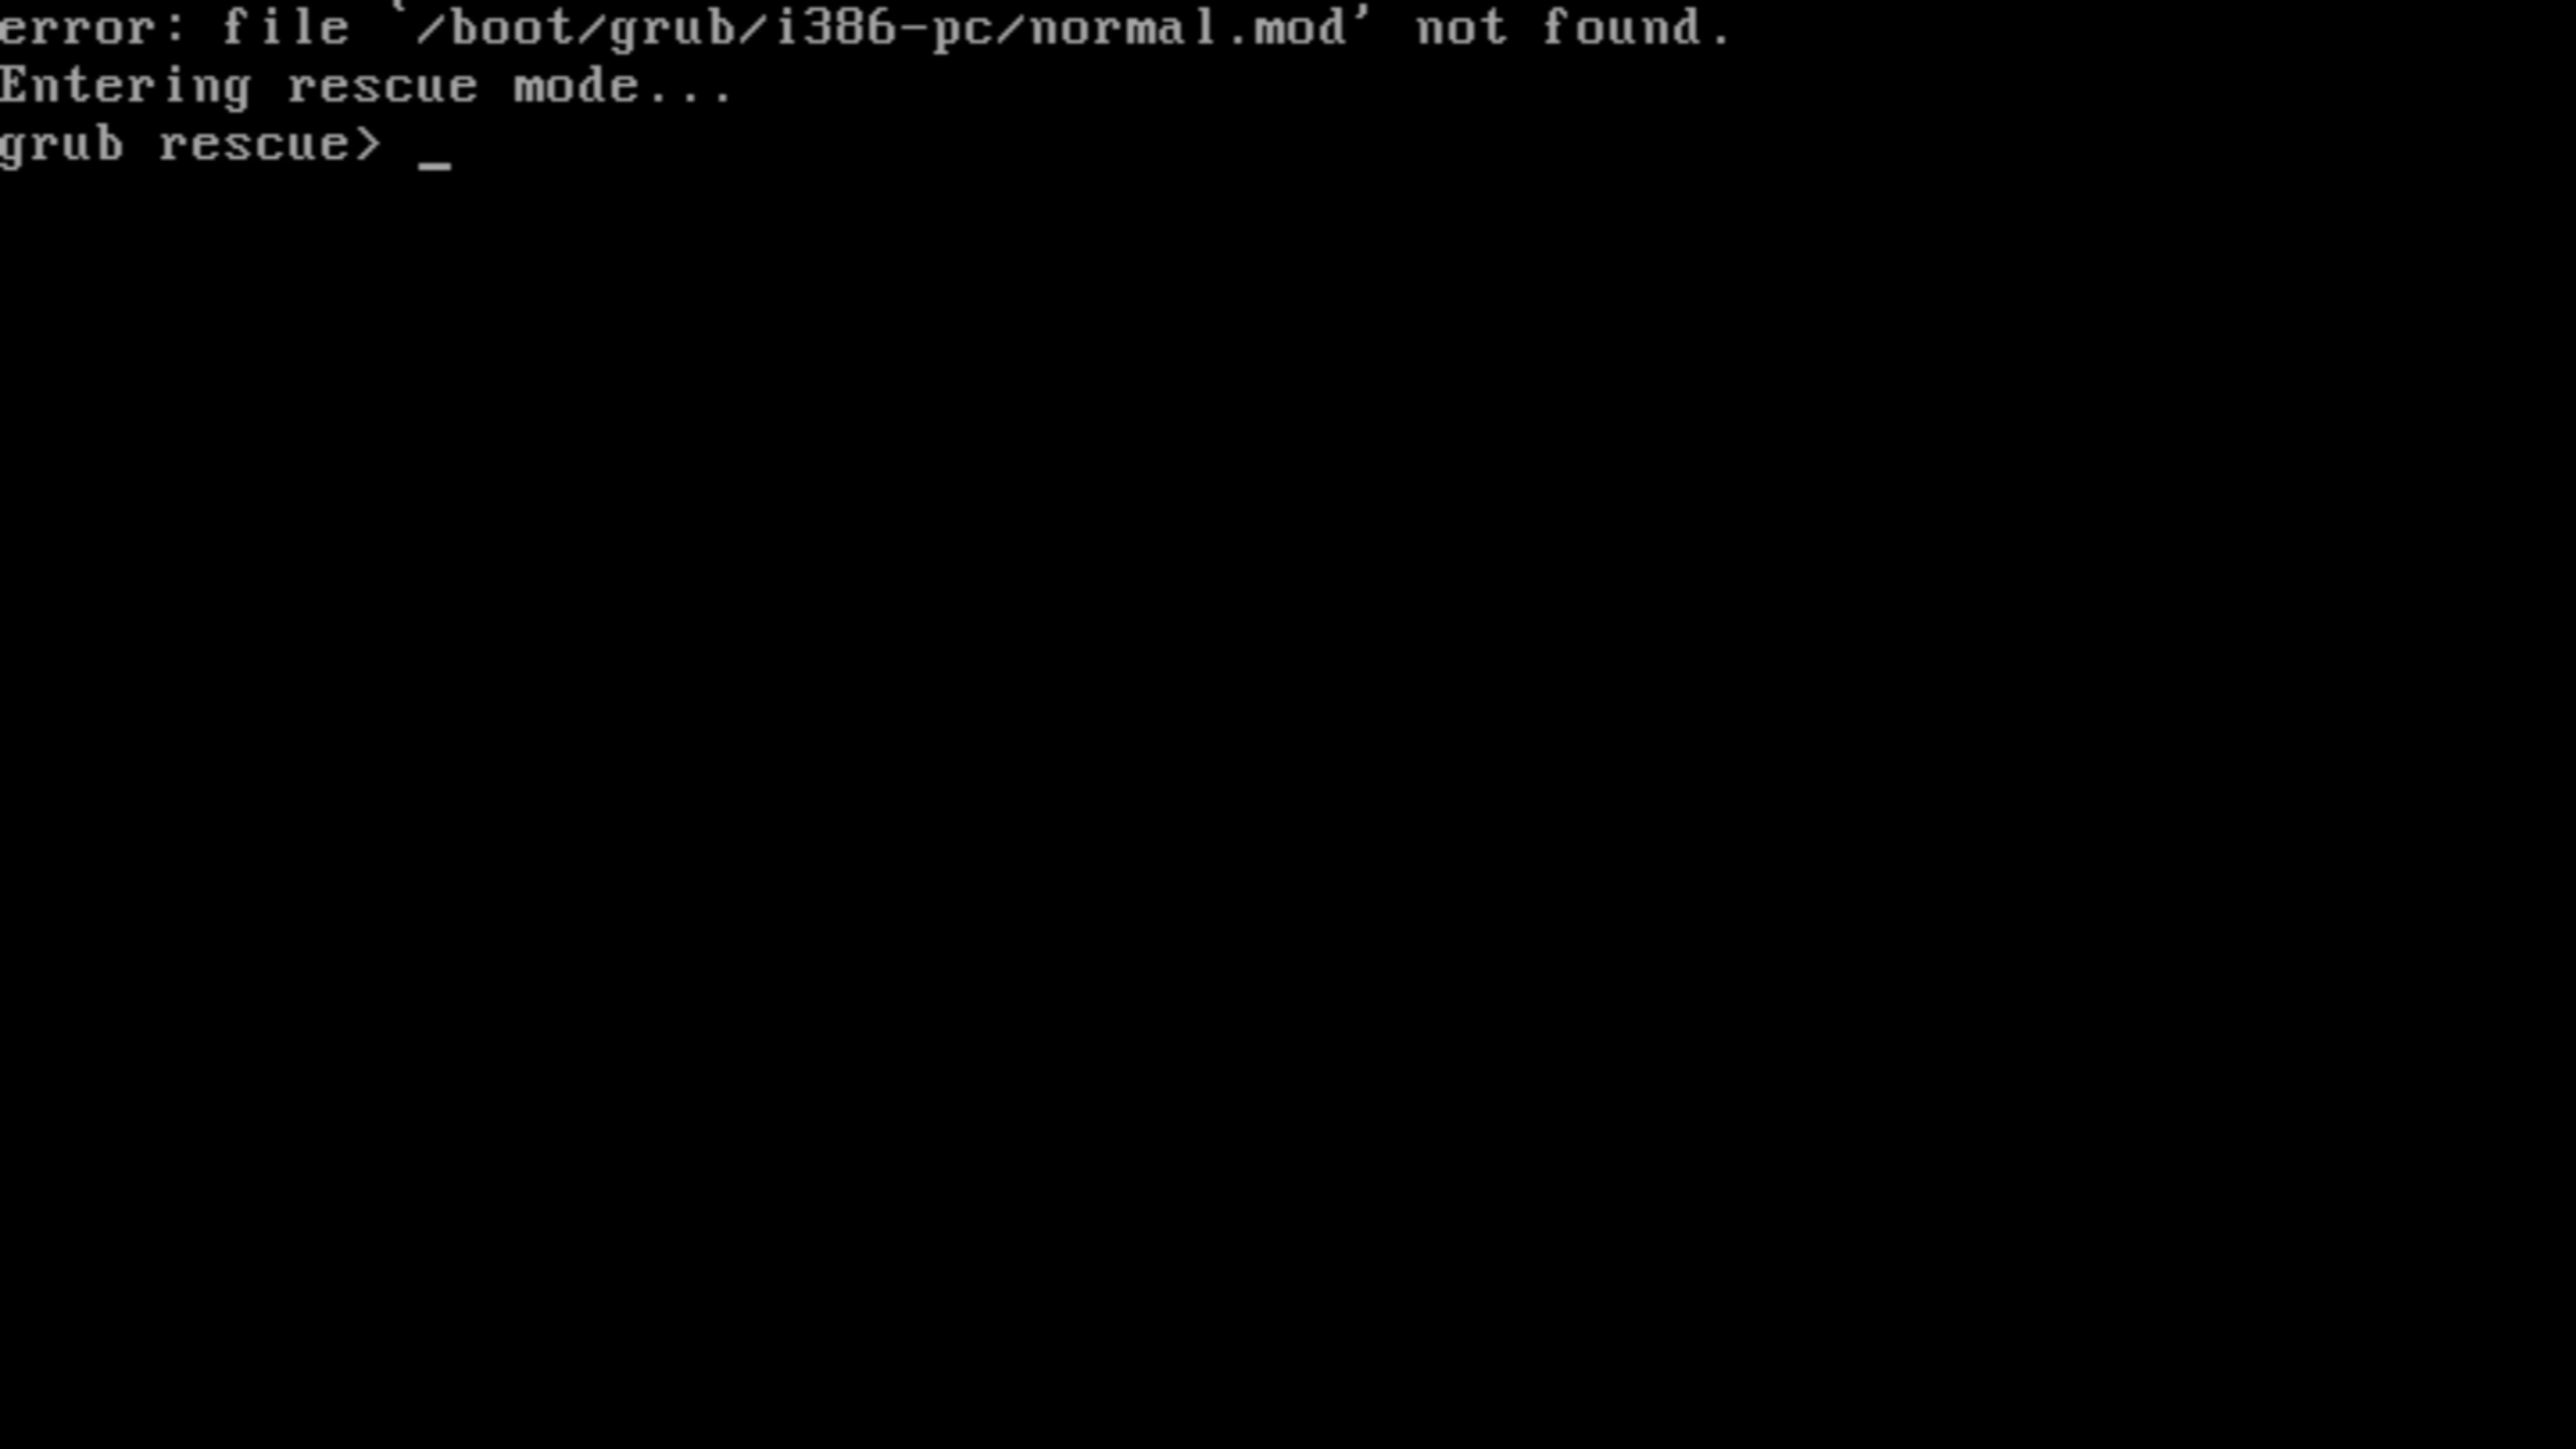 error: file `/boot/grub/i386-pc/normal.mod' not found.
Entering rescue mode...
grub rescue> _